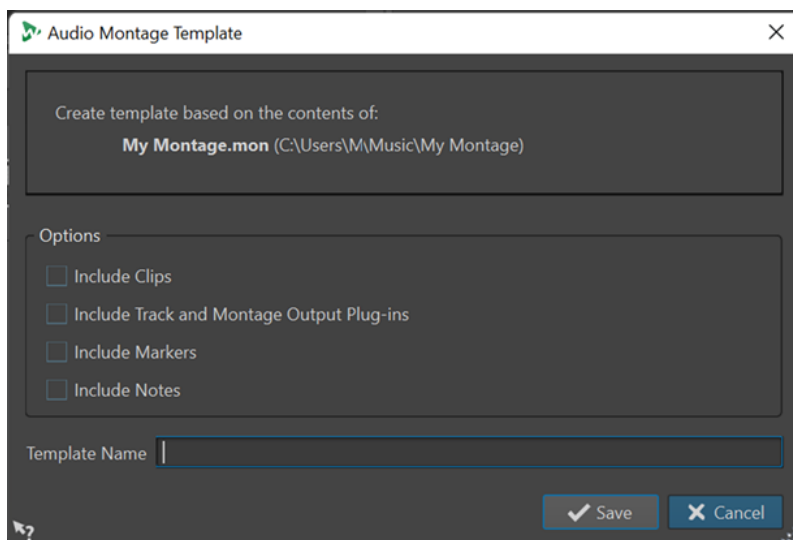 Audio Montage Template
Create template based on the contents of:
My Montage.mon (C:\Users\M\Music\My Montage)
Options
Include Clips
Include Track and Montage Output Plug-ins
Include Markers
Include Notes
Template Name
Save Cancel